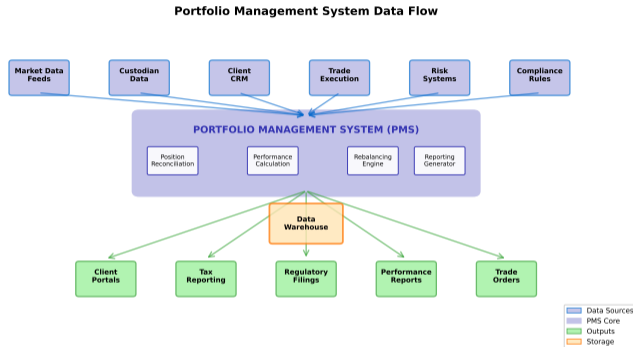 Portfolio Management System Data Flow
Market Data
Feeds
Custodian
Data
Client
CRM
Trade
Execution
Risk
Systems
Compliance
Rules
PORTFOLIO MANAGEMENT SYSTEM (PMS)
Position
Reconciliation
Performance
Calculation
Rebalancing
Engine
Reporting
Generator
Data
Warehouse
Client
Portals
Tax
Reporting
Regulatory
Filings
Performance
Reports
Trade
Orders
Data Sources
PMS Core
Outputs
Storage